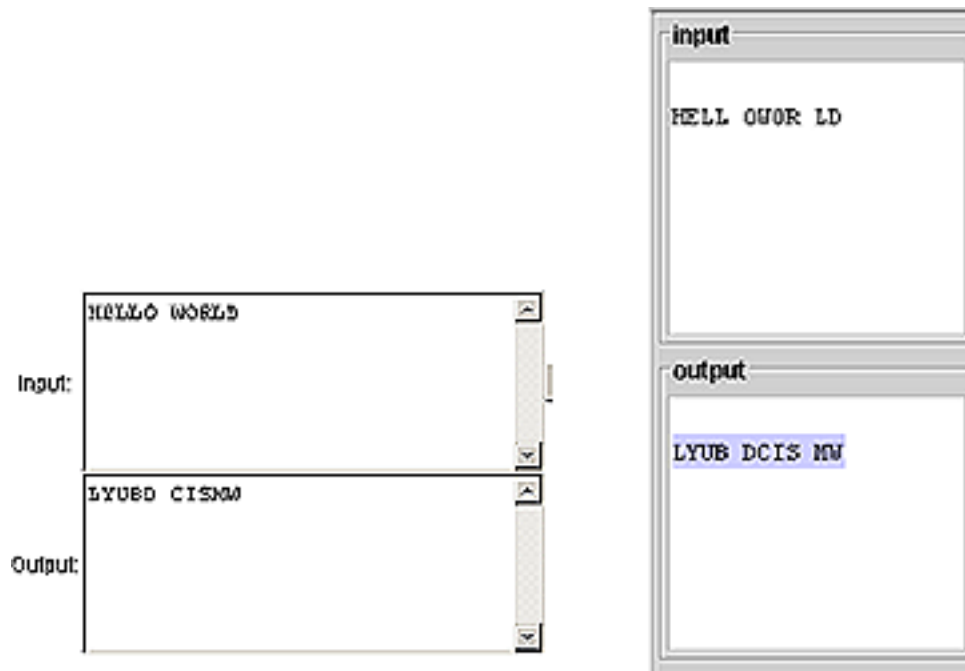 Input:
HELLO WORLD
Output:
LYUBD CISMW
input
HELL OWOR LD
output
LYUB DCIS MW